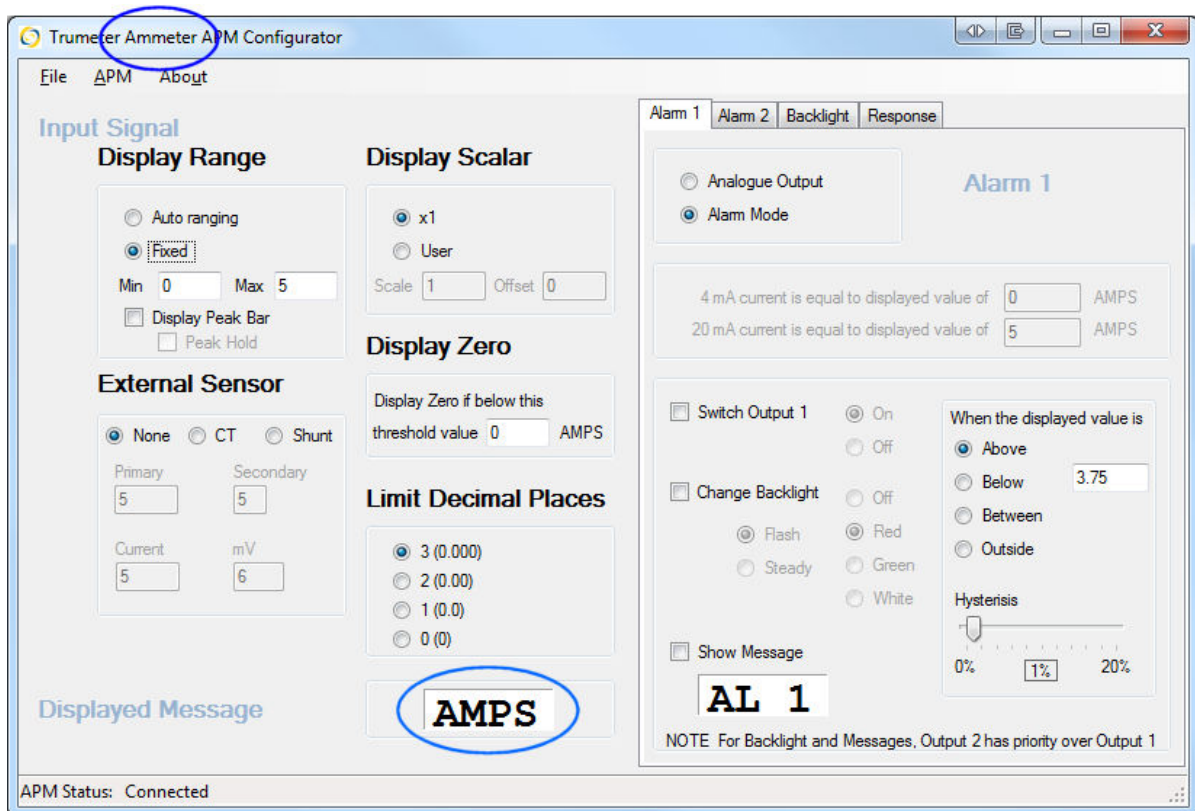 Trumeter Ammeter APM Configurator
File APM About
Input Signal
Display Range
Auto ranging
Fixed
Min 0 Max 5
Display Peak Bar
Peak Hold
External Sensor
None CT Shunt
Primary Secondary
5 5
Current mV
5 6
Display Scalar
x1
User
Scale 1 Offset 0
Display Zero
Display Zero if below this
threshold value 0 AMPS
Limit Decimal Places
3 (0.000)
2 (0.00)
1 (0.0)
0 (0)
Displayed Message
AMPS
Alarm 1 Alarm 2 Backlight Response
Analogue Output
Alarm Mode
Alarm 1
4 mA current is equal to displayed value of 0 AMPS
20 mA current is equal to displayed value of 5 AMPS
Switch Output 1
On
Off
Change Backlight
Flash
Steady
Off
Red
Green
White
Show Message
AL 1
When the displayed value is
Above
Below
3.75
Between
Outside
Hysterisis
0% 1% 20%
NOTE For Backlight and Messages, Output 2 has priority over Output 1
APM Status: Connected